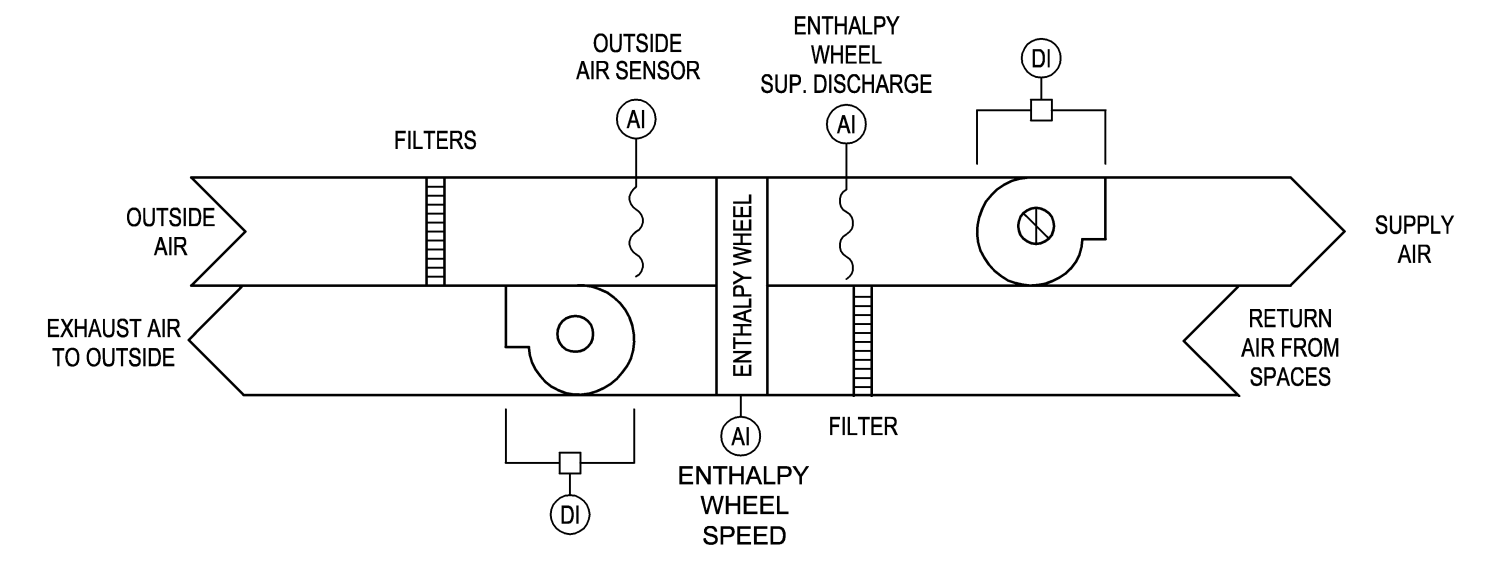 ENTHALPY
WHEEL
SUP. DISCHARGE
OUTSIDE
AIR SENSOR
DI
AI
AI
FILTERS
OUTSIDE
AIR
ENTHALPY WHEEL
SUPPLY
AIR
EXHAUST AIR
TO OUTSIDE
RETURN
AIR FROM
SPACES
FILTER
AI
ENTHALPY
WHEEL
SPEED
DI